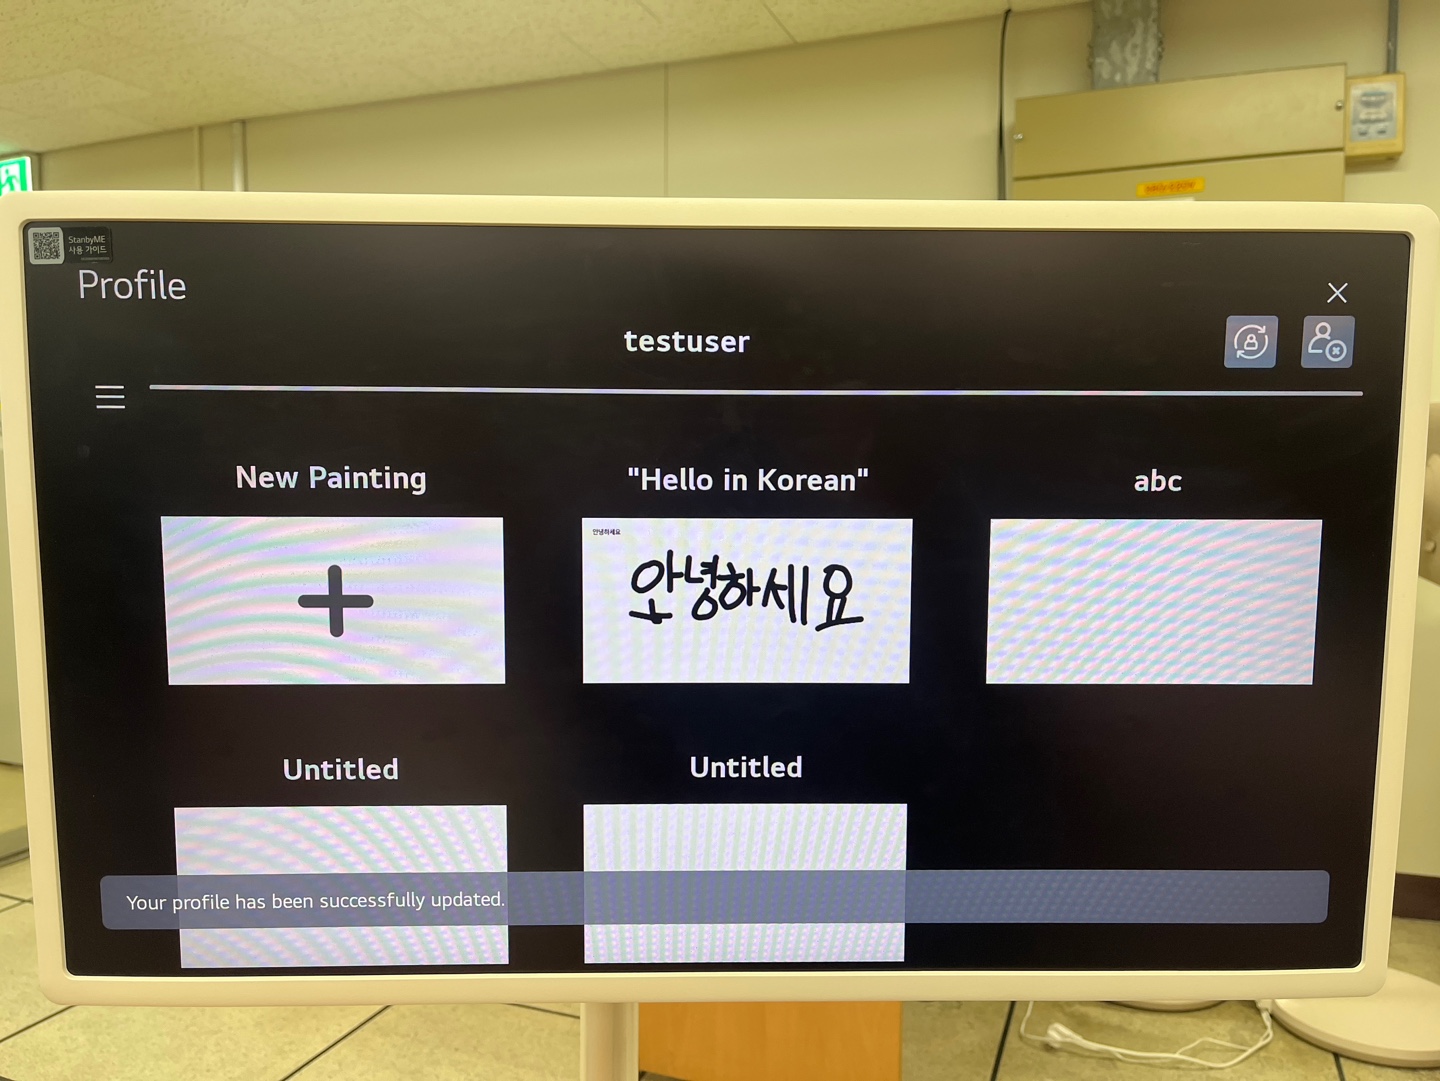 StanbyME
사용 가이드
Profile
testuser
New Painting
"Hello in Korean"
abc
안녕하세요
안녕하세요
Untitled
Untitled
Your profile has been successfully updated.